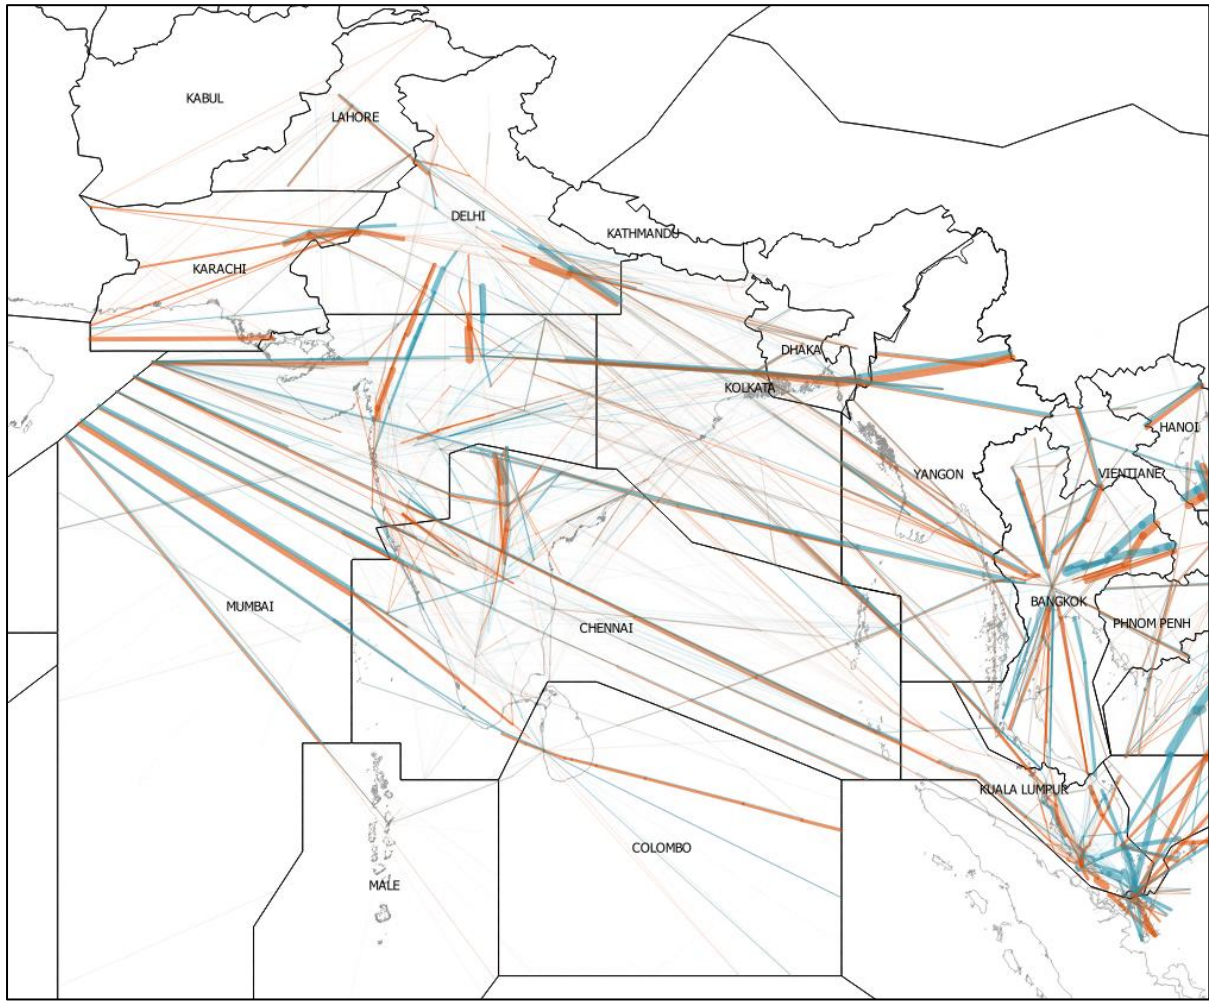 KABUL
LAHORE
DELHI
KATHMANDU
KARACHI
DHAKA
KOLKATA
HANOI
YANGON
VIENTIANE
BANGKOK
MUMBAI
CHENNAI
PHNOM PENH
KUALA LUMPUR
COLOMBO
MALE